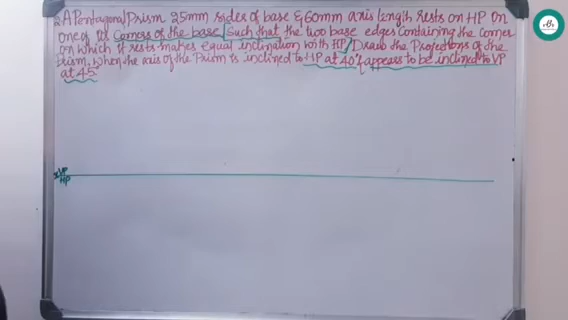 2. A Pentagonal Prism 25mm sides of base & 60mm axis length rests on HP on
one of its Corners of the base Such that the two base edges containing the corner
on which it rests makes equal inclination with HP. Draw the Projections of the
Prism, when the axis of the Prism is inclined to HP at 40° & appears to be inclined to VP
at 45°
X VP
HP